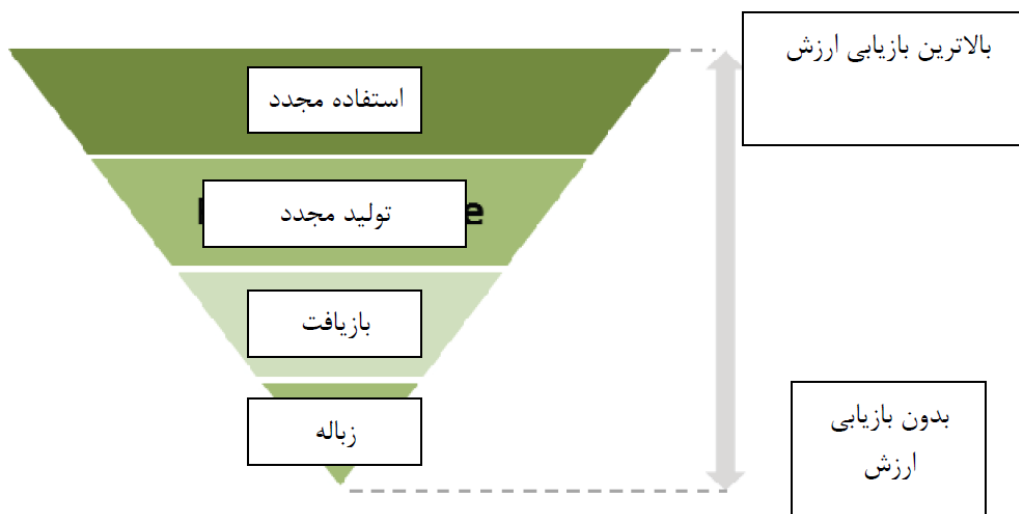 بالاترین بازیابی ارزش
استفاده مجدد
تولید مجدد
e
بازیافت
زباله
بدون بازیابی
ارزش